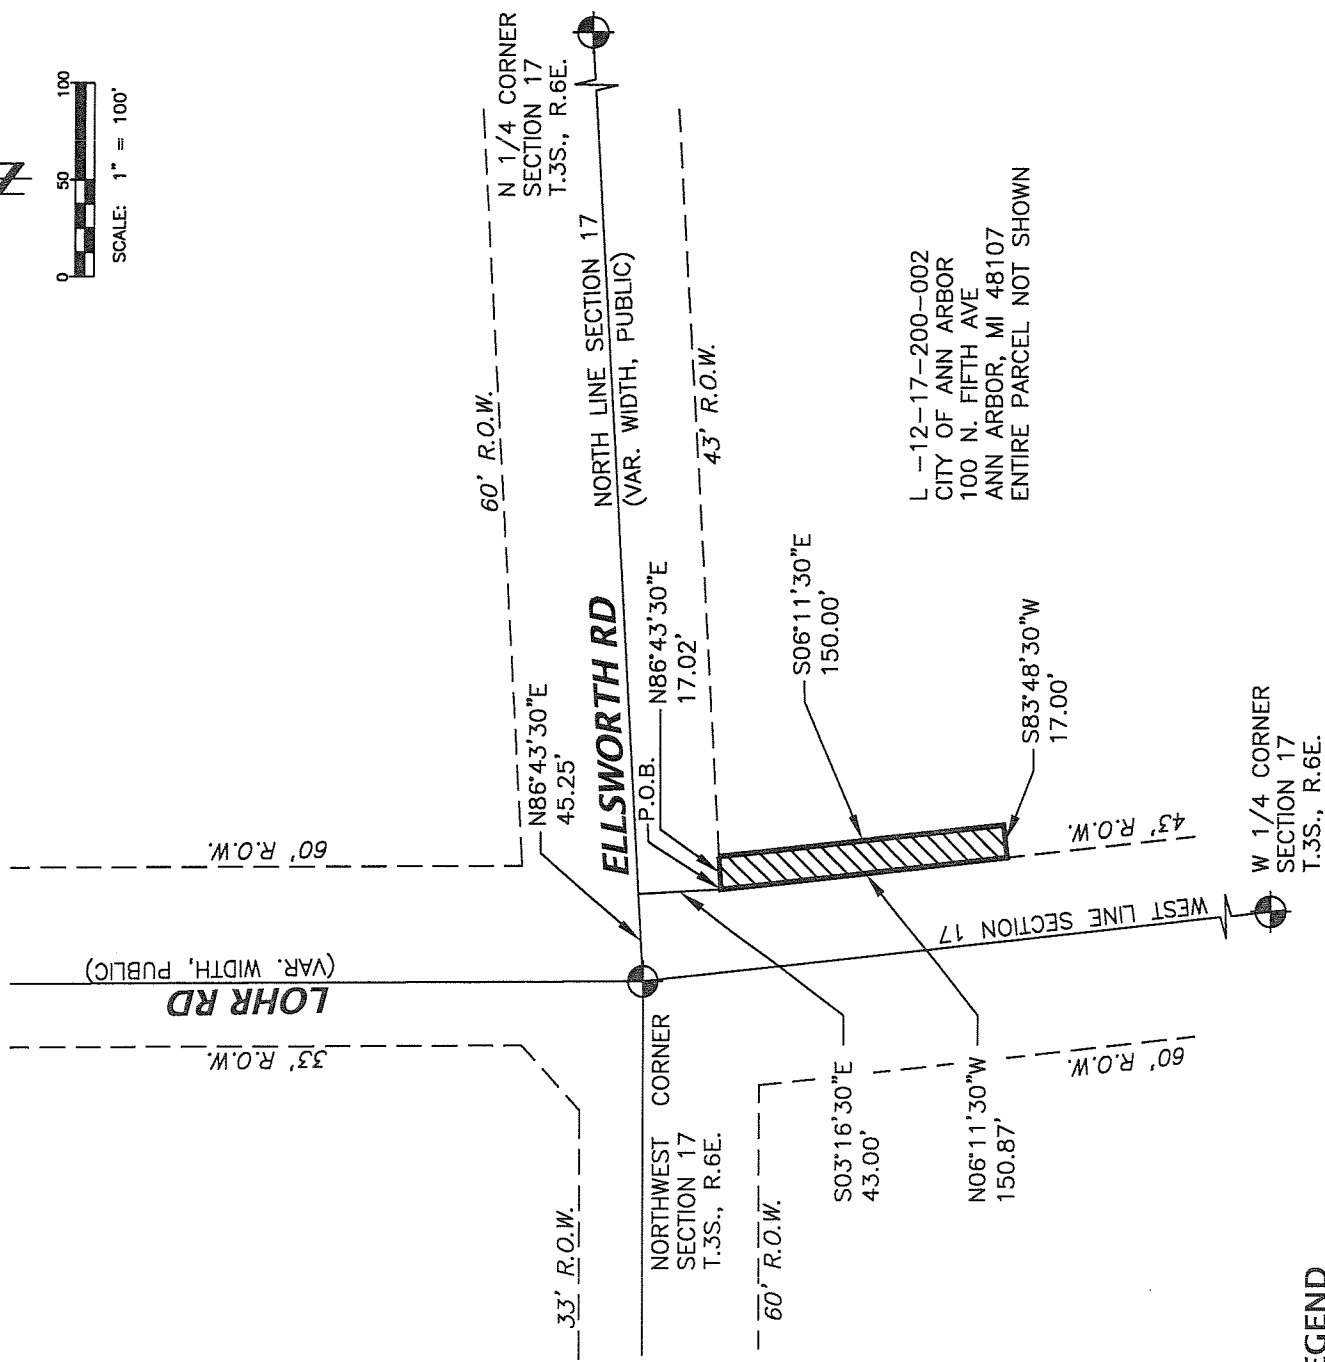 0 50 100
SCALE: 1" = 100'
N 1/4 CORNER
SECTION 17
T.3S., R.6E.
60' R.O.W.
NORTH LINE SECTION 17
(VAR. WIDTH, PUBLIC)
43' R.O.W.
ELLSWORTH RD
N86°43'30"E
45.25'
P.O.B.
N86°43'30"E
17.02'
L -12-17-200-002
CITY OF ANN ARBOR
100 N. FIFTH AVE
ANN ARBOR, MI 48107
ENTIRE PARCEL NOT SHOWN
S06°11'30"E
150.00'
S83°48'30"W
17.00'
60' R.O.W.
(VAR. WIDTH, PUBLIC)
LOHR RD
33' R.O.W.
43' R.O.W.
WEST LINE SECTION 17
W 1/4 CORNER
SECTION 17
T.3S., R.6E.
NORTHWEST CORNER
SECTION 17
T.3S., R.6E.
33' R.O.W.
60' R.O.W.
S03°16'30"E
43.00'
N06°11'30"W
150.87'
60' R.O.W.
EGEND